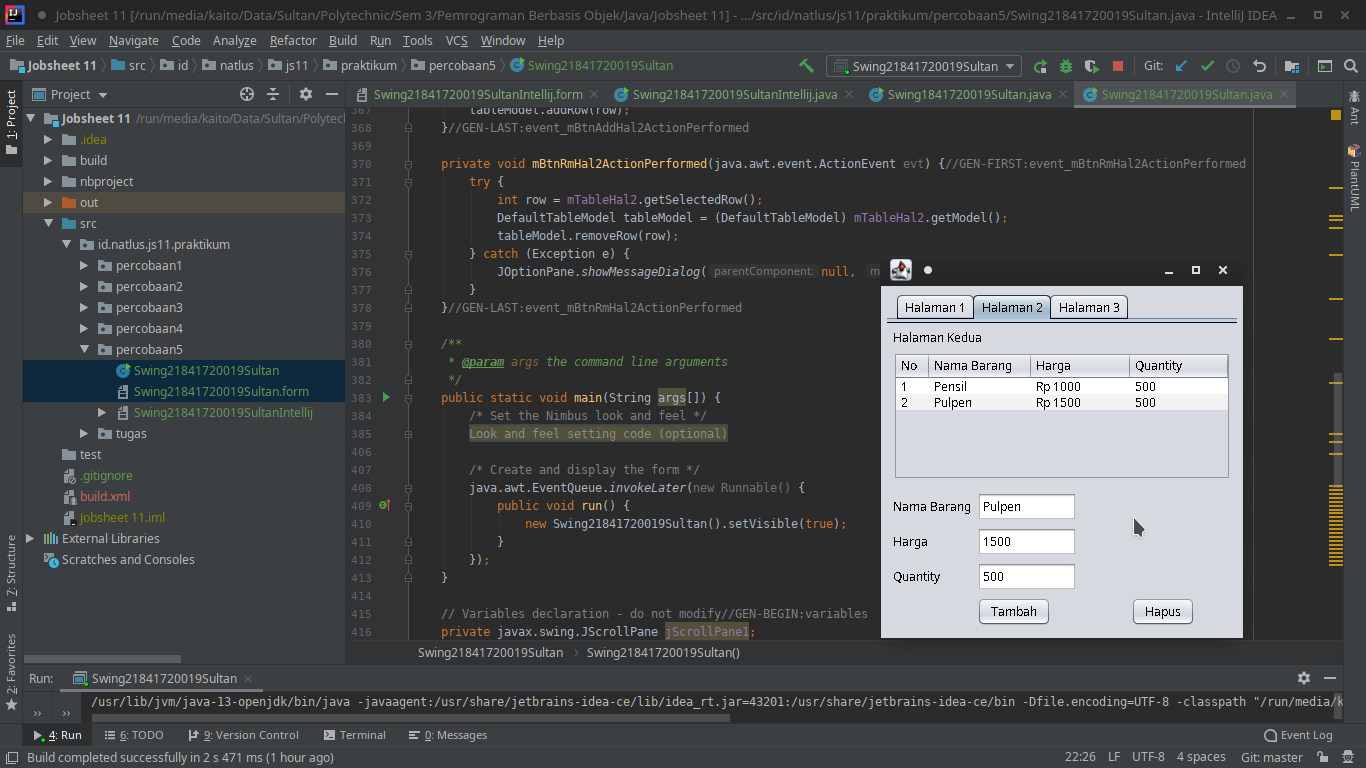 Jobsheet 11 [/run/media/kaito/Data/Sultan/Polytechnic/Sem 3/Pemrograman Berbasis Objek/Java/Jobsheet 11] - .../src/id/natlus/js11/praktikum/percobaan5/Swing21841720019Sultan.java - IntelliJ IDEA
File Edit View Navigate Code Analyze Refactor Build Run Tools VCS Window Help
Jobsheet 11 src id natlus js11 praktikum percobaan5 Swing21841720019Sultan
Swing21841720019Sultan Git:
Project
Swing21841720019SultanIntellij.form Swing21841720019SultanIntellij.java Swing1841720019Sultan.java Swing21841720019Sultan.java
1: Project
7: Structure
2: Favorites
Ant
PlantUML
Jobsheet 11 /run/media/kaito/Data/Sultan/Polytecl
.idea
build
nbproject
out
src
id.natlus.js11.praktikum
percobaan1
percobaan2
percobaan3
percobaan4
percobaan5
Swing21841720019Sultan
Swing21841720019Sultan.form
Swing21841720019SultanIntellij
tugas
test
.gitignore
build.xml
Jobsheet 11.iml
External Libraries
Scratches and Consoles
367 tableModel.addRow(row);
368 }//GEN-LAST:event_mBtnAddHal2ActionPerformed
369
370 private void mBtnRmHal2ActionPerformed(java.awt.event.ActionEvent evt) {//GEN-FIRST:event_mBtnRmHal2ActionPerformed
371 try {
372 int row = mTableHal2.getSelectedRow();
373 DefaultTableModel tableModel = (DefaultTableModel) mTableHal2.getModel();
374 tableModel.removeRow(row);
375 } catch (Exception e) {
376 JOptionPane.showMessageDialog( parentComponent: null, m
377 }
378 }//GEN-LAST:event_mBtnRmHal2ActionPerformed
379
380 /**
381 * @param args the command line arguments
382 */
383 public static void main(String args[]) {
384 /* Set the Nimbus look and feel */
385 Look and feel setting code (optional)
406
407 /* Create and display the form */
408 java.awt.EventQueue.invokeLater(new Runnable() {
409 public void run() {
410 new Swing21841720019Sultan().setVisible(true);
411 }
412 });
413 }
414
415 // Variables declaration - do not modify//GEN-BEGIN:variables
416 private javax.swing.JScrollPane jScrollPane1;
Swing21841720019Sultan Swing21841720019Sultan()
Halaman 1 Halaman 2 Halaman 3
Halaman Kedua
No Nama Barang Harga Quantity
1 Pensil Rp 1000 500
2 Pulpen Rp 1500 500
Nama Barang Pulpen
Harga 1500
Quantity 500
Tambah Hapus
Run: Swing21841720019Sultan
/usr/lib/jvm/java-13-openjdk/bin/java -javaagent:/usr/share/jetbrains-idea-ce/lib/idea_rt.jar=43201:/usr/share/jetbrains-idea-ce/bin -Dfile.encoding=UTF-8 -classpath "/run/media/k
4: Run 6: TODO 9: Version Control Terminal 0: Messages Event Log
Build completed successfully in 2 s 471 ms (1 hour ago) 22:26 LF UTF-8 4 spaces Git: master